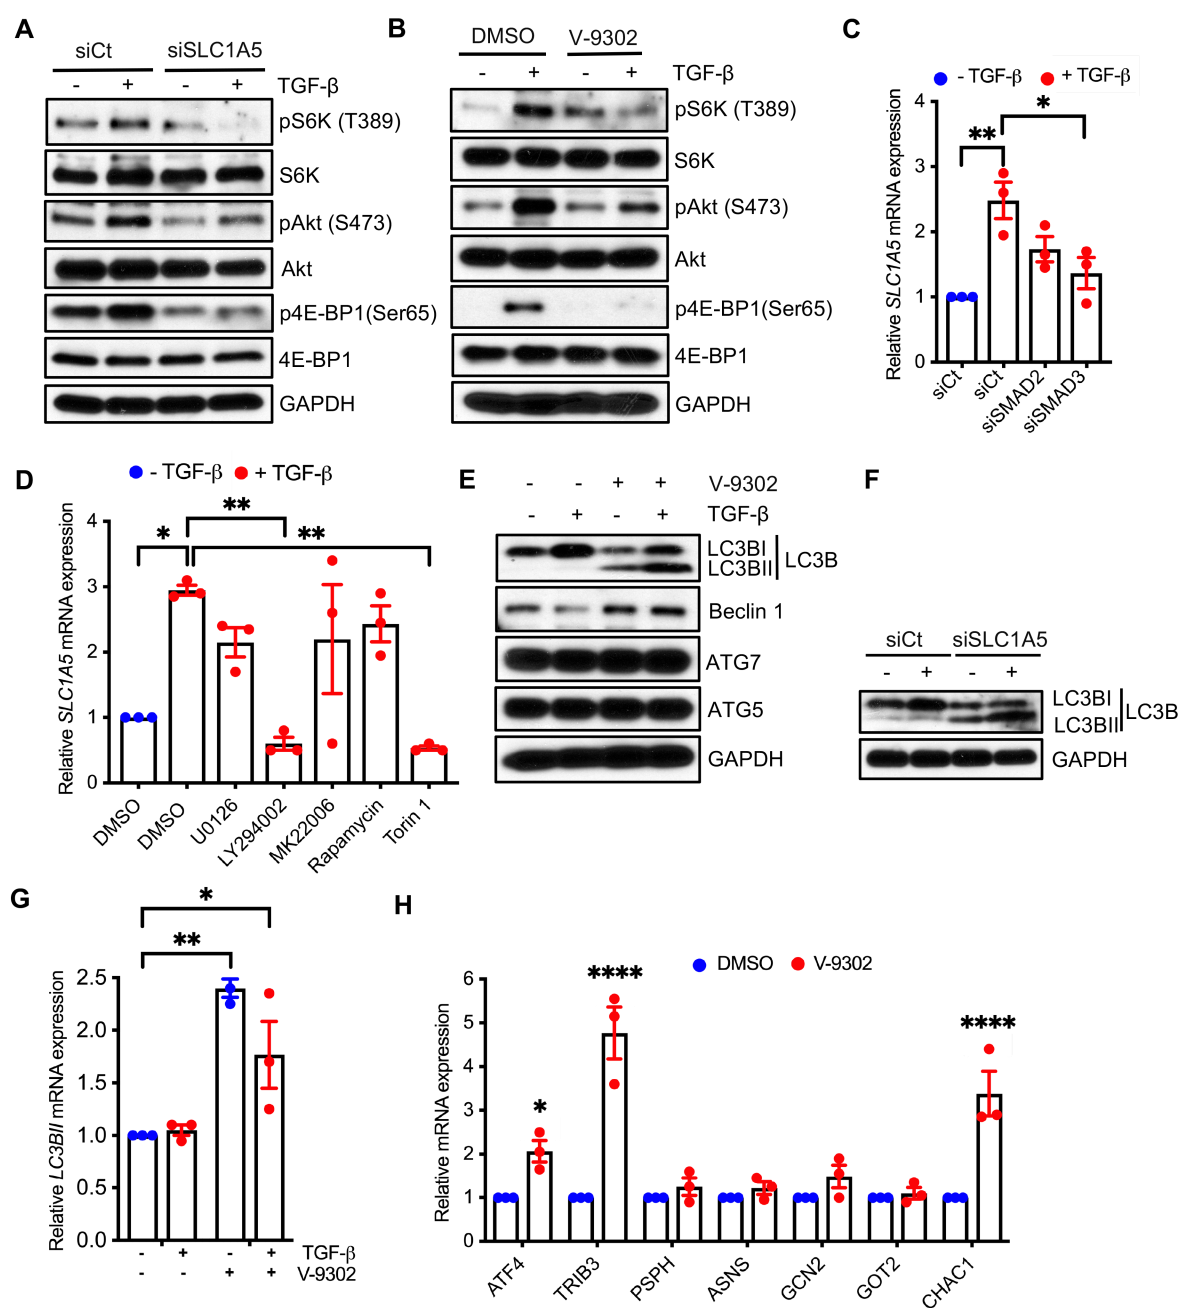 A
siCt siSLC1A5
- + - + TGF-β
pS6K (T389)
S6K
pAkt (S473)
Akt
p4E-BP1(Ser65)
4E-BP1
GAPDH
B
DMSO V-9302
- + - + TGF-β
pS6K (T389)
S6K
pAkt (S473)
Akt
p4E-BP1(Ser65)
4E-BP1
GAPDH
C
- TGF-β + TGF-β
Relative SLC1A5 mRNA expression
4
3
2
1
0
** *
siCt siCt siSMAD2 siSMAD3
D
- TGF-β + TGF-β
Relative SLC1A5 mRNA expression
4
3
2
1
0
* ** **
DMSO DMSO U0126 LY294002 MK22006 Rapamycin Torin 1
E
- - + + V-9302
- + - + TGF-β
LC3BI
LC3BII
LC3B
Beclin 1
ATG7
ATG5
GAPDH
F
siCt siSLC1A5
- + - +
LC3BI
LC3BII
LC3B
GAPDH
G
Relative LC3BII mRNA expression
2.5
2.0
1.5
1.0
0.5
0.0
** *
- + - + TGF-β
- - + + V-9302
H
DMSO V-9302
Relative mRNA expression
6
5
4
3
2
1
0
* **** ****
ATF4 TRIB3 PSPH ASNS GCN2 GOT2 CHAC1